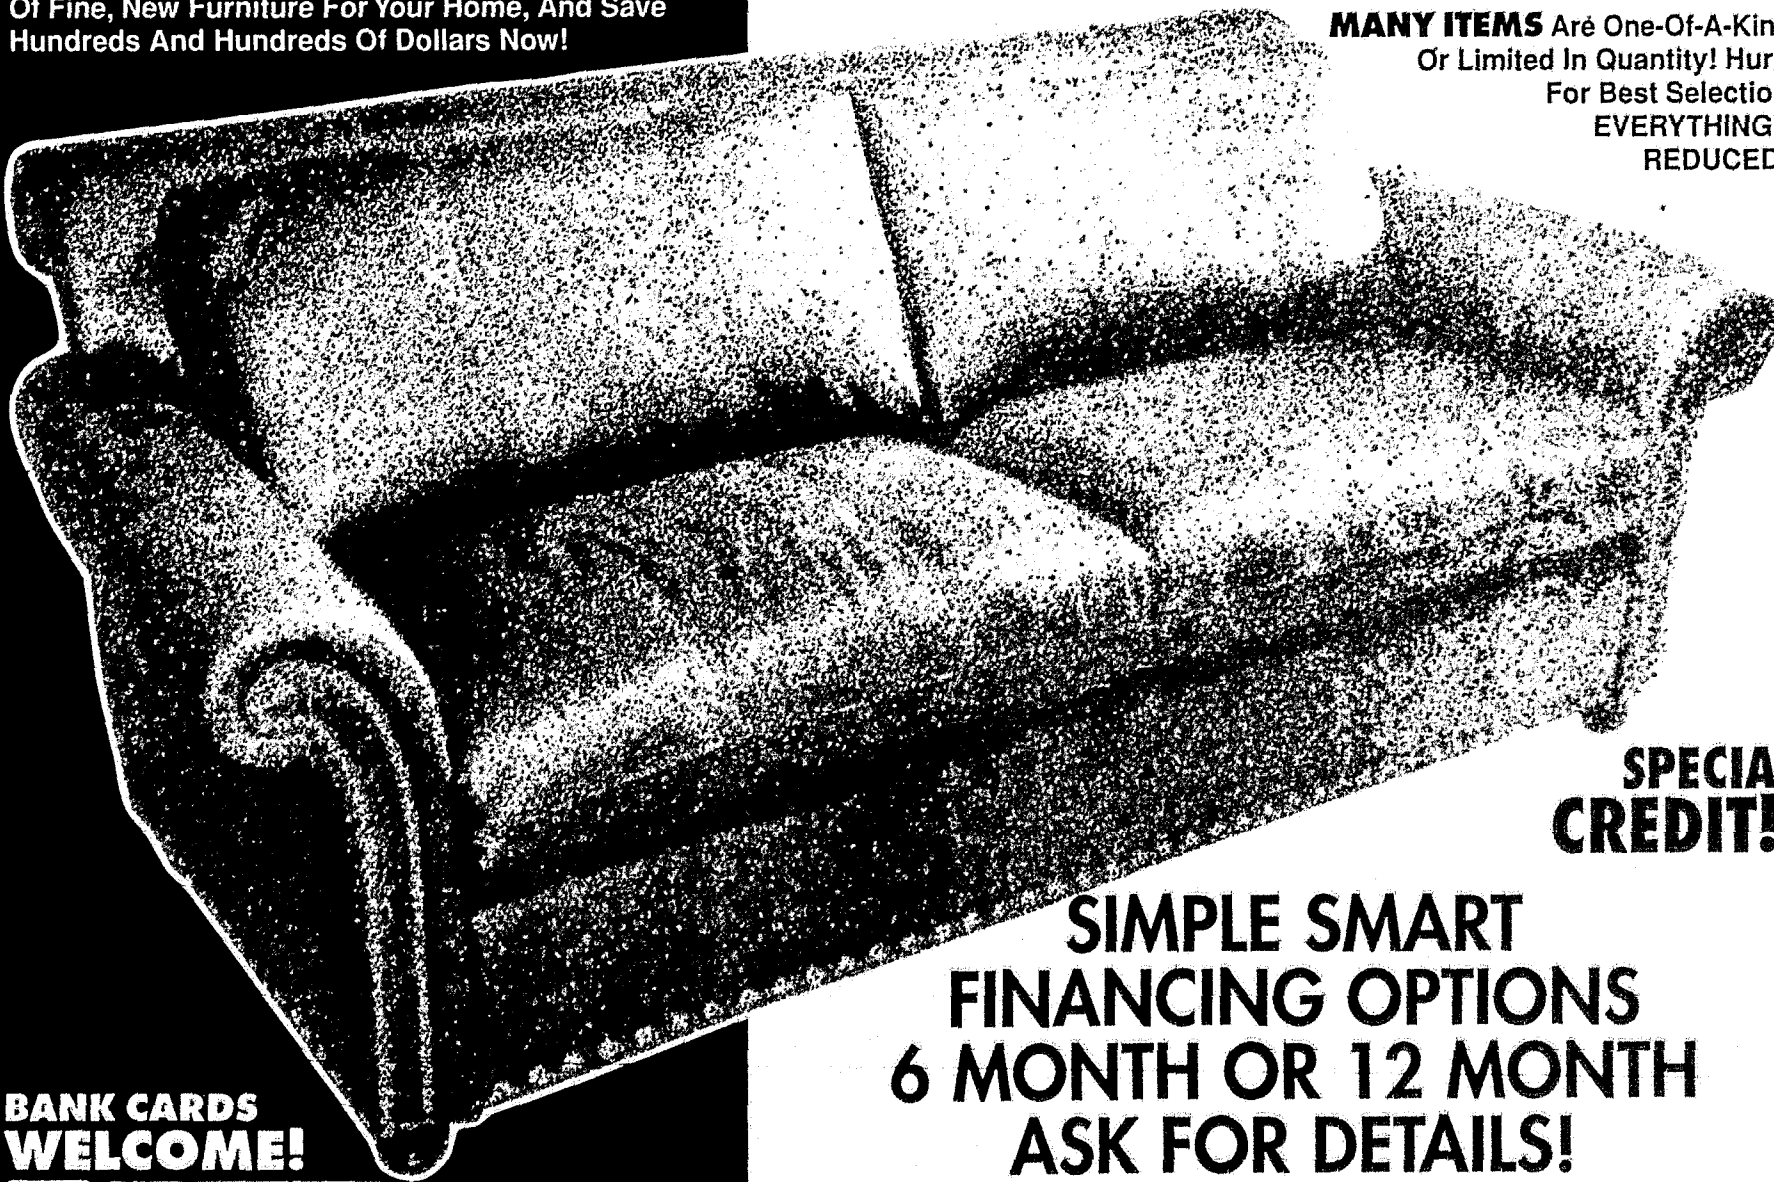 Of Fine, New Furniture For Your Home, And Save
Hundreds And Hundreds Of Dollars Now!
MANY ITEMS Are One-Of-A-Kin
Or Limited In Quantity! Hur
For Best Selectio
EVERYTHING
REDUCED
SPECIA
CREDIT!
SIMPLE SMART
FINANCING OPTIONS
6 MONTH OR 12 MONTH
ASK FOR DETAILS!
BANK CARDS
WELCOME!